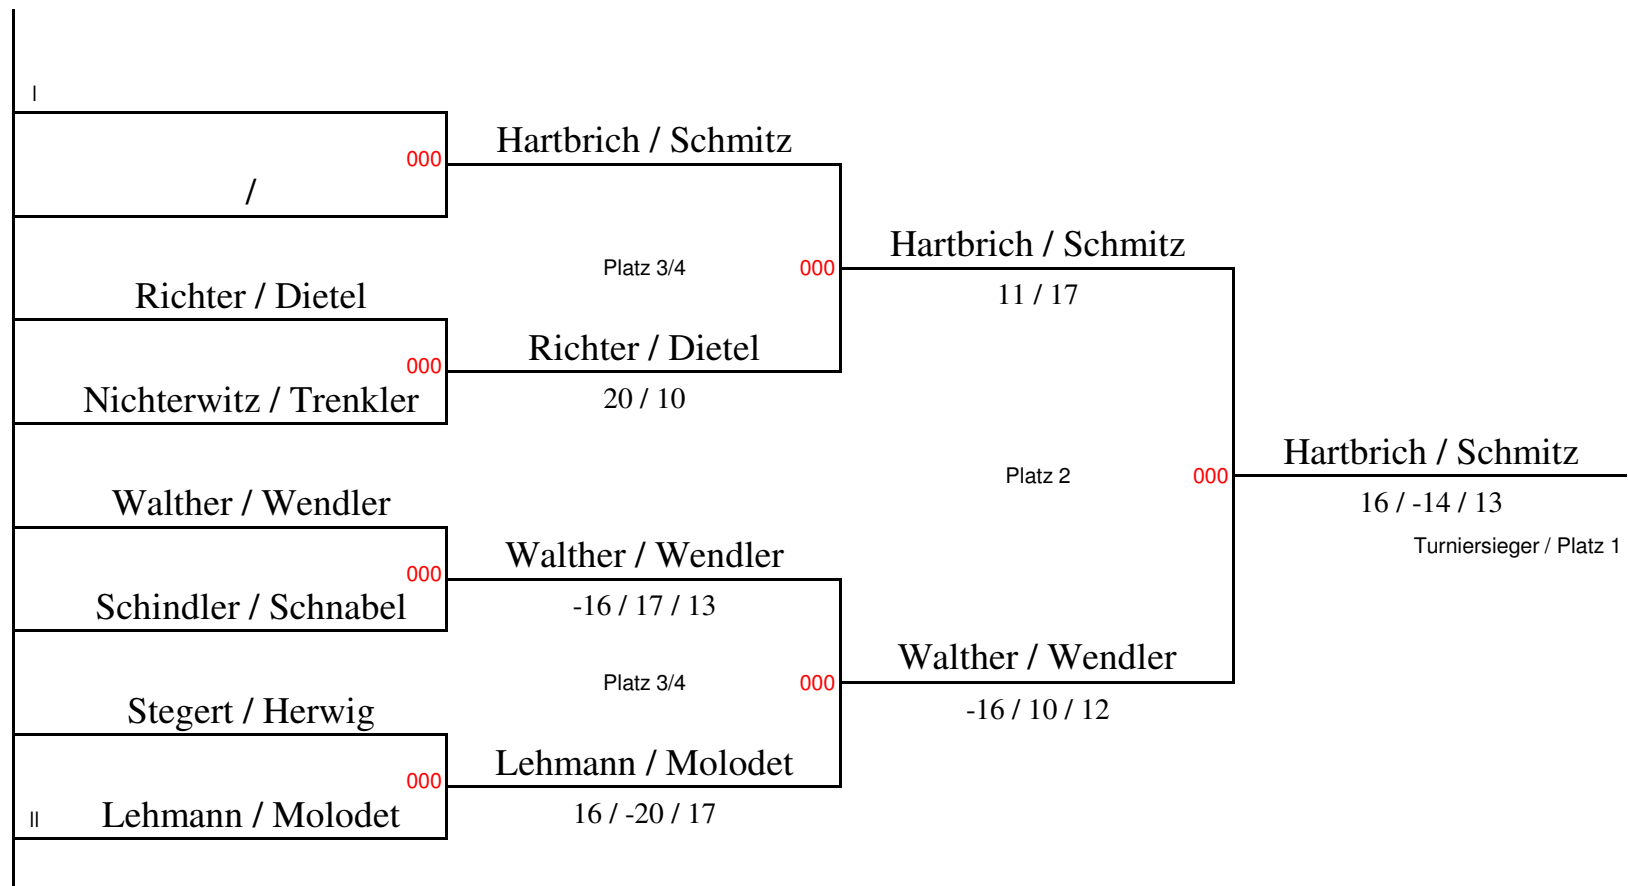 I
Hartbrich / Schmitz
000
/
Hartbrich / Schmitz
Platz 3/4
000
11 / 17
Richter / Dietel
Richter / Dietel
000
20 / 10
Nichterwitz / Trenkler
Hartbrich / Schmitz
Platz 2
000
16 / -14 / 13
Turniersieger / Platz 1
Walther / Wendler
Walther / Wendler
000
-16 / 17 / 13
Schindler / Schnabel
Walther / Wendler
Platz 3/4
000
-16 / 10 / 12
Stegert / Herwig
Lehmann / Molodet
000
16 / -20 / 17
II
Lehmann / Molodet